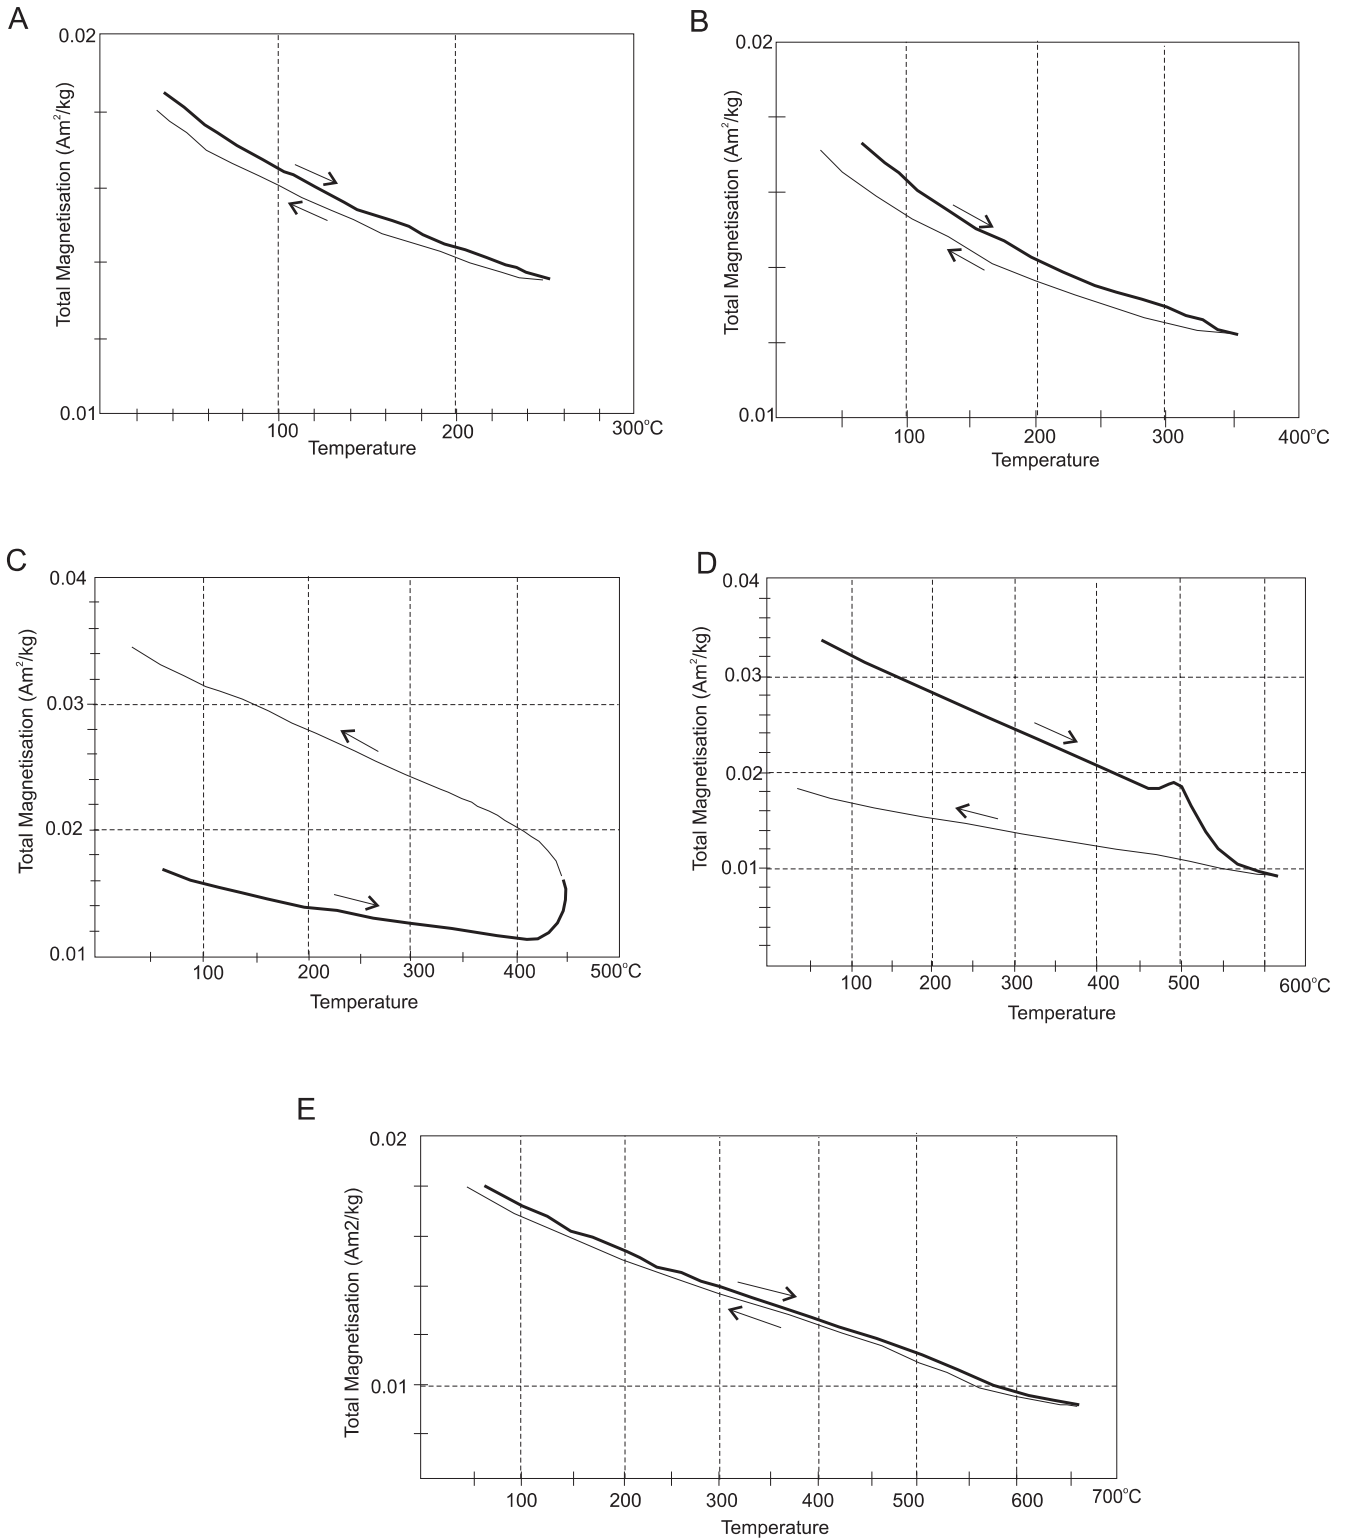 A
0.02
Total Magnetisation (Am²/kg)
0.01
100
200
300°C
Temperature
B
0.02
Total Magnetisation (Am²/kg)
0.01
100
200
300
400°C
Temperature
C
0.04
0.03
0.02
0.01
Total Magnetisation (Am²/kg)
100
200
300
400
500°C
Temperature
D
0.04
0.03
0.02
0.01
Total Magnetisation (Am²/kg)
100
200
300
400
500
600°C
Temperature
E
0.02
Total Magnetisation (Am2/kg)
0.01
100
200
300
400
500
600
700°C
Temperature